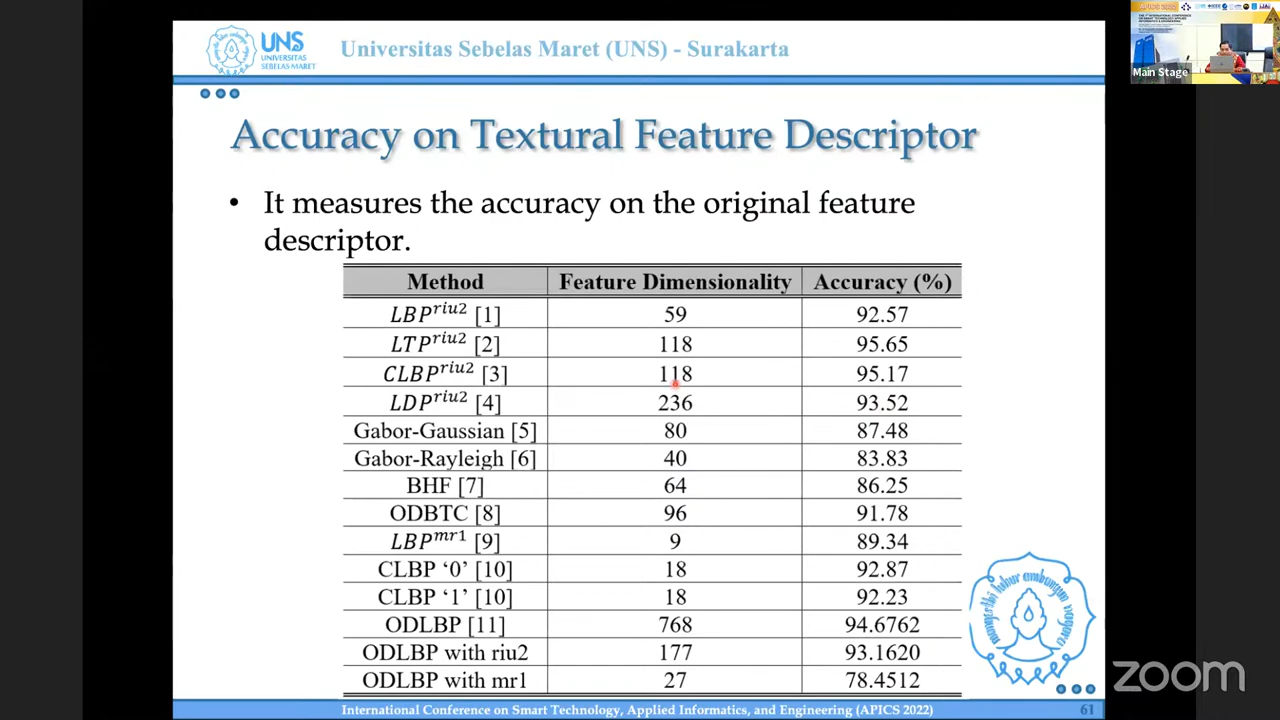 UNS
UNIVERSITAS
SEBELAS MARET
Universitas Sebelas Maret (UNS) - Surakarta
Main Stage
Accuracy on Textural Feature Descriptor
• It measures the accuracy on the original feature
descriptor.
Method Feature Dimensionality Accuracy (%)
LBP^riu2 [1] 59 92.57
LTP^riu2 [2] 118 95.65
CLBP^riu2 [3] 118 95.17
LDP^riu2 [4] 236 93.52
Gabor-Gaussian [5] 80 87.48
Gabor-Rayleigh [6] 40 83.83
BHF [7] 64 86.25
ODBTC [8] 96 91.78
LBP^mr1 [9] 9 89.34
CLBP ‘0’ [10] 18 92.87
CLBP ‘1’ [10] 18 92.23
ODLBP [11] 768 94.6762
ODLBP with riu2 177 93.1620
ODLBP with mr1 27 78.4512
zoom
International Conference on Smart Technology, Applied Informatics, and Engineering (APICS 2022) 61